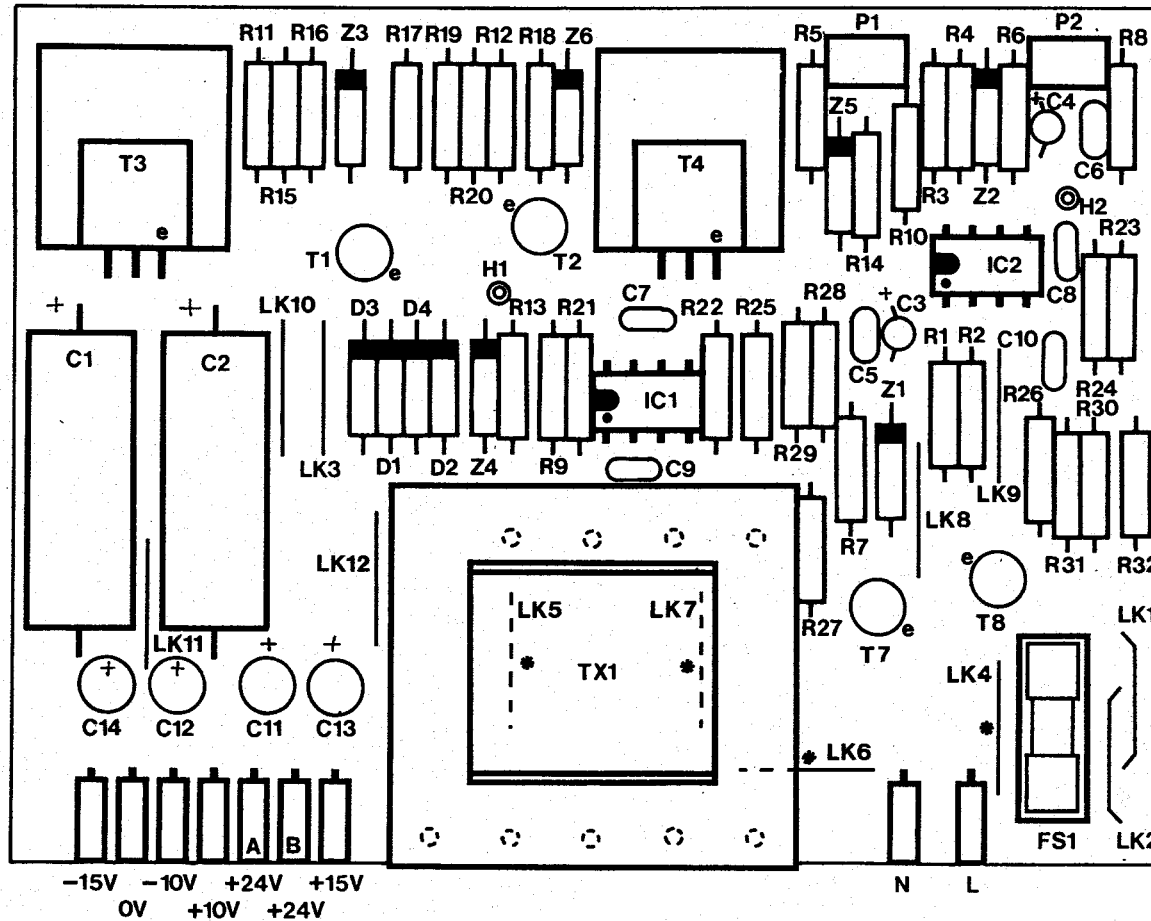 P1 P2
R11 R16 Z3 R17 R19 R12 R18 Z6 R5 R4 R6 R8
+ C4
Z5
T3 T4
C6
R15 R20 R3 Z2
e e H2
e e R10 R23
T1 T2 R14 IC2
e
H1 C8
+ + LK10 D3 D4 R13 R21 C7 R22 R25 R28 + C3
R1 R2 C10
C1 C2
C5 R24
IC1 Z1 R26 R30
R29
LK3 D1 D2 Z4 R9 C9
LK9
LK8
R7
LK12 e R31 R32
LK5 LK7 R27 T8 LK1
e
LK11 T7
+ + + + * TX1 * LK4
C14 C12 C11 C13 *
* LK6
A B FS1 LK2
-15V -10V +24V +15V N L
0V +10V +24V